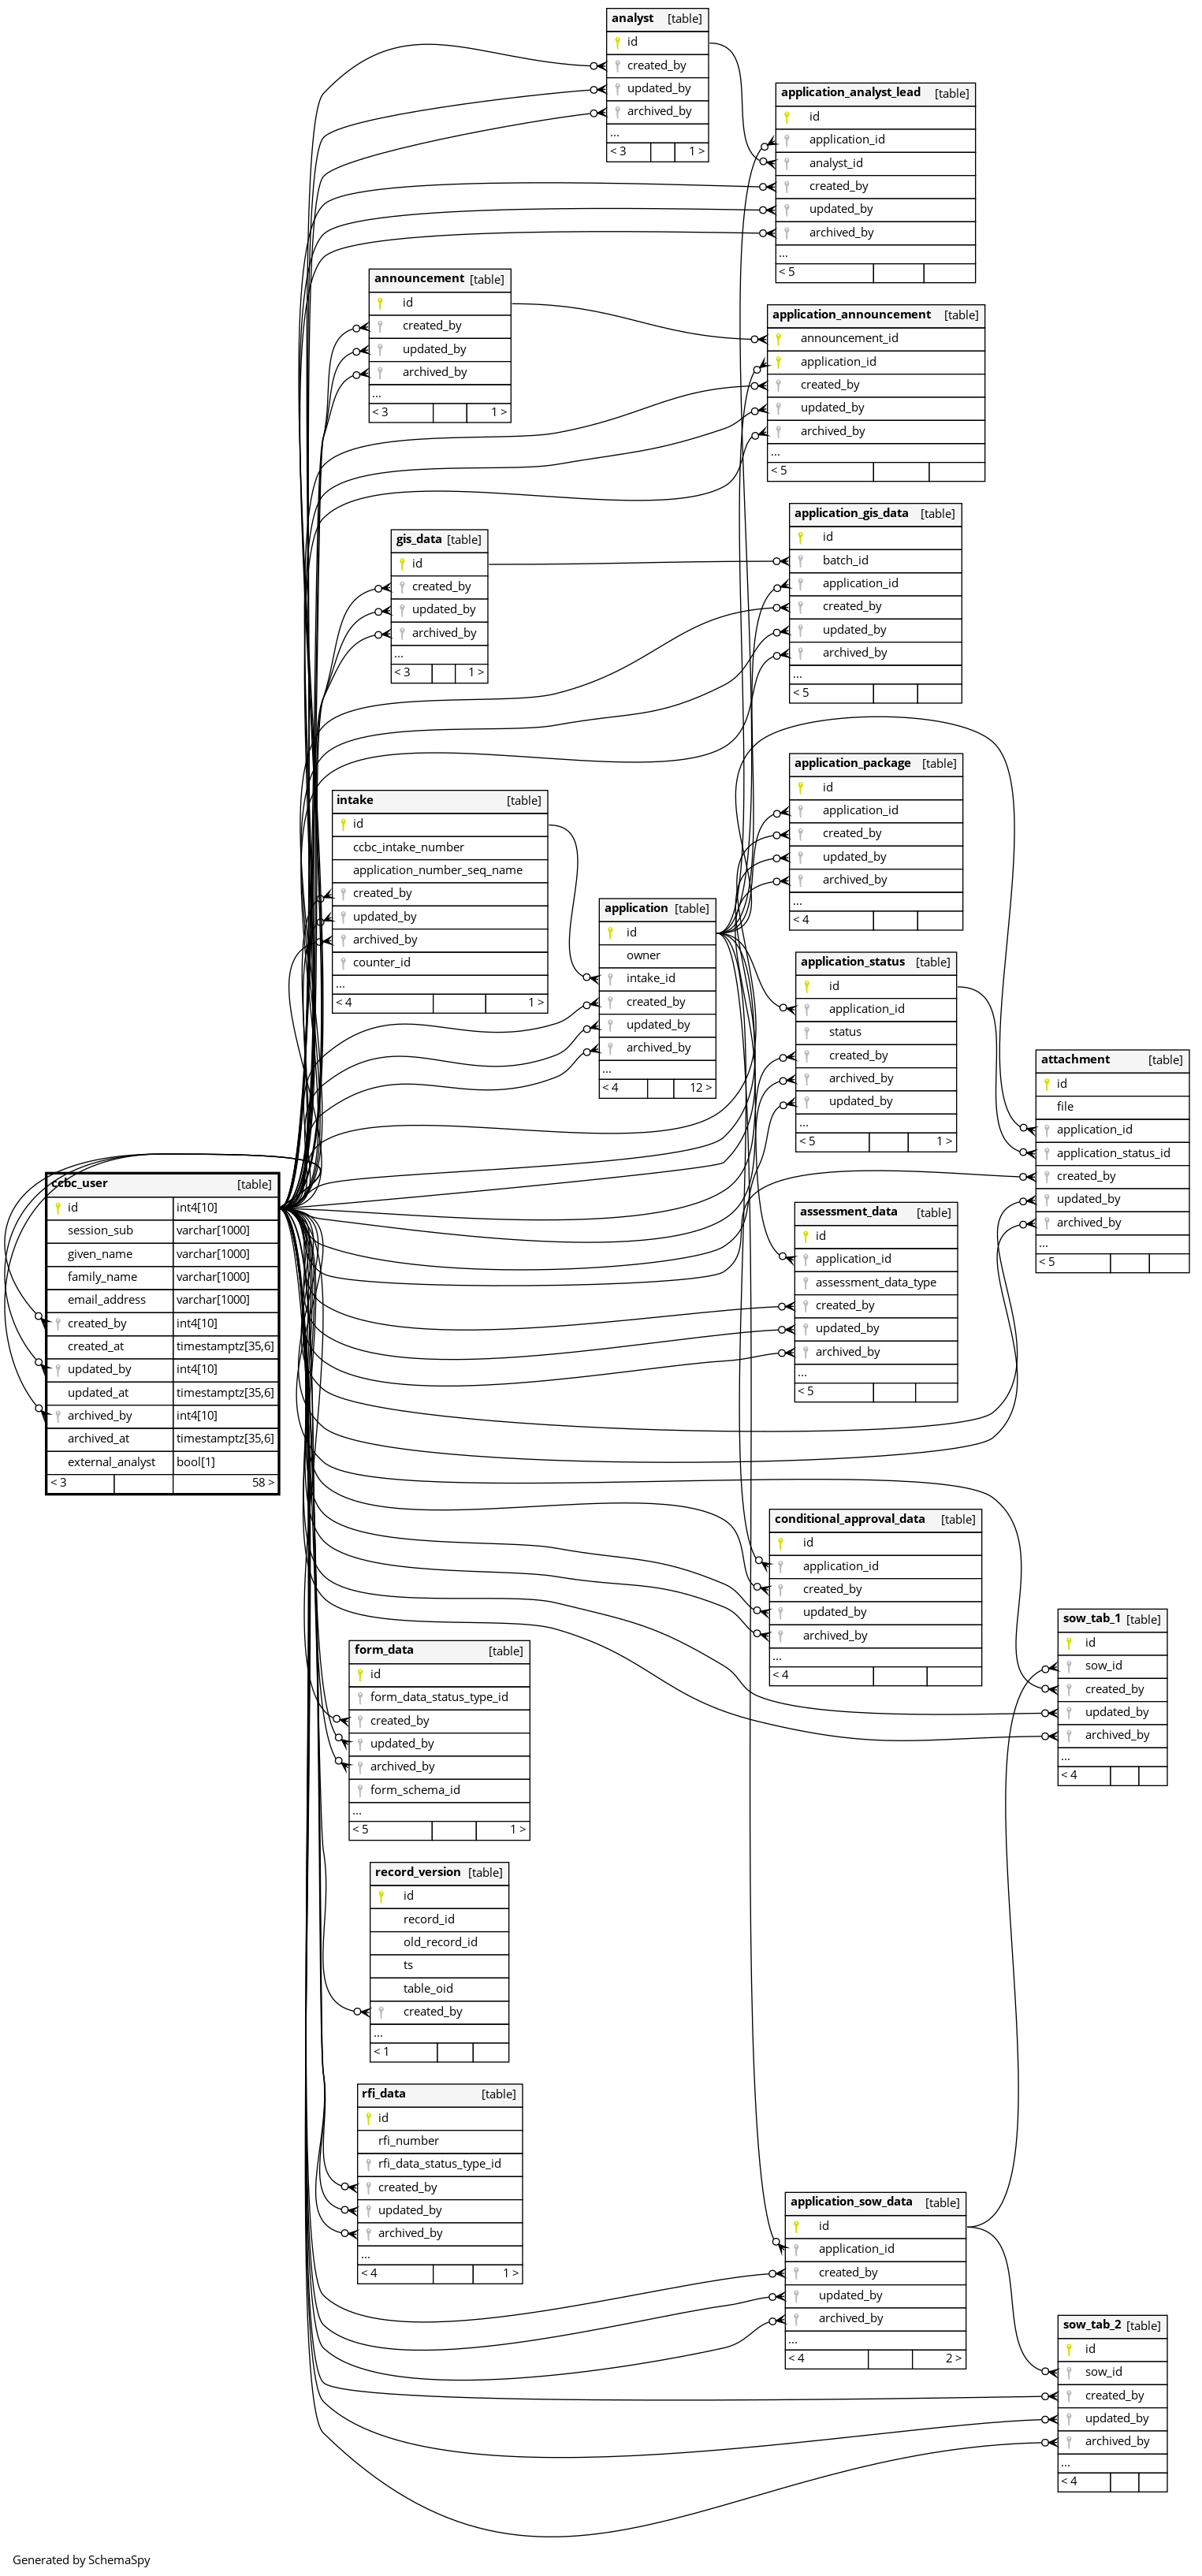 analyst [table]
id
created_by
updated_by
archived_by
...
< 3 1 >
application_analyst_lead [table]
id
application_id
analyst_id
created_by
updated_by
archived_by
...
< 5
announcement [table]
id
created_by
updated_by
archived_by
...
< 3 1 >
application_announcement [table]
announcement_id
application_id
created_by
updated_by
archived_by
...
< 5
gis_data [table]
id
created_by
updated_by
archived_by
...
< 3 1 >
application_gis_data [table]
id
batch_id
application_id
created_by
updated_by
archived_by
...
< 5
intake [table]
id
ccbc_intake_number
application_number_seq_name
created_by
updated_by
archived_by
counter_id
...
< 4 1 >
application [table]
id
owner
intake_id
created_by
updated_by
archived_by
...
< 4 12 >
application_package [table]
id
application_id
created_by
updated_by
archived_by
...
< 4
application_status [table]
id
application_id
status
created_by
archived_by
updated_by
...
< 5 1 >
attachment [table]
id
file
application_id
application_status_id
created_by
updated_by
archived_by
...
< 5
ccbc_user [table]
id int4[10]
session_sub varchar[1000]
given_name varchar[1000]
family_name varchar[1000]
email_address varchar[1000]
created_by int4[10]
created_at timestamptz[35,6]
updated_by int4[10]
updated_at timestamptz[35,6]
archived_by int4[10]
archived_at timestamptz[35,6]
external_analyst bool[1]
< 3 58 >
assessment_data [table]
id
application_id
assessment_data_type
created_by
updated_by
archived_by
...
< 5
conditional_approval_data [table]
id
application_id
created_by
updated_by
archived_by
...
< 4
sow_tab_1 [table]
id
sow_id
created_by
updated_by
archived_by
...
< 4
form_data [table]
id
form_data_status_type_id
created_by
updated_by
archived_by
form_schema_id
...
< 5 1 >
record_version [table]
id
record_id
old_record_id
ts
table_oid
created_by
...
< 1
rfi_data [table]
id
rfi_number
rfi_data_status_type_id
created_by
updated_by
archived_by
...
< 4 1 >
application_sow_data [table]
id
application_id
created_by
updated_by
archived_by
...
< 4 2 >
sow_tab_2 [table]
id
sow_id
created_by
updated_by
archived_by
...
< 4
Generated by SchemaSpy